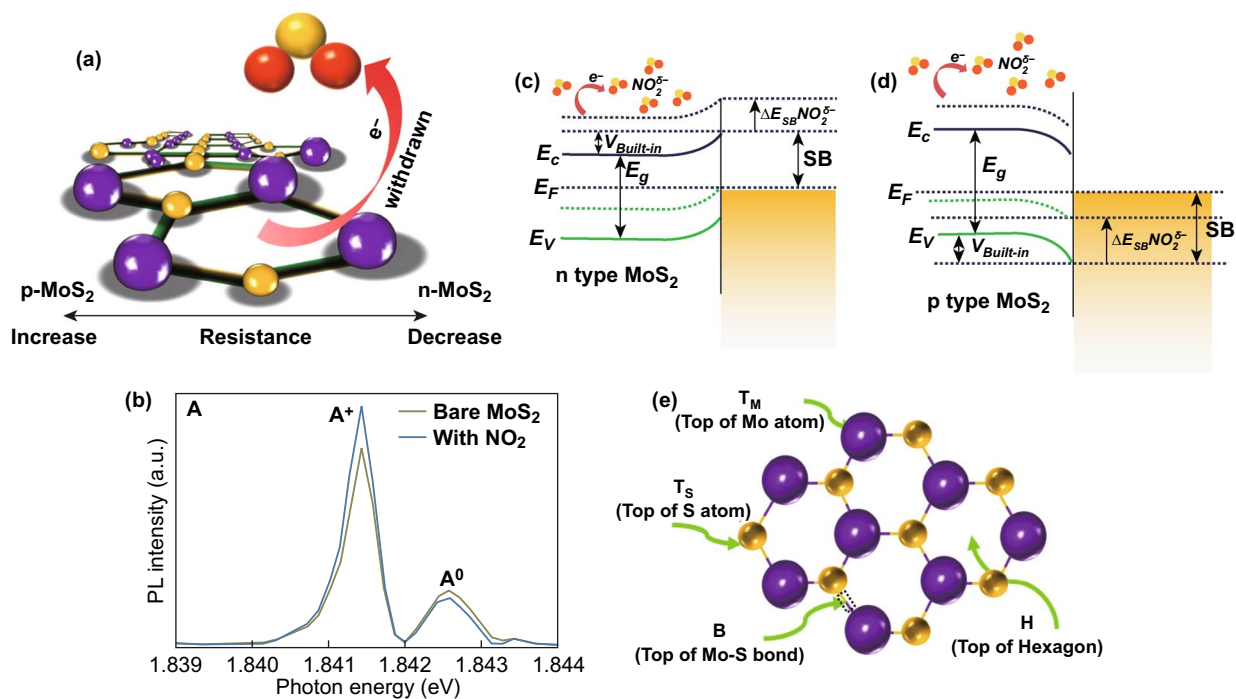 (a)
e⁻
withdrawn
p-MoS₂
n-MoS₂
Increase
Resistance
Decrease
(b)
A
A⁺
Bare MoS₂
With NO₂
A⁰
PL intensity (a.u.)
1.839
1.840
1.841
1.842
1.843
1.844
Photon energy (eV)
(c)
e⁻
NO₂^δ⁻
ΔE_SB NO₂^δ⁻
V_Built-in
E_c
E_g
SB
E_F
E_V
n type MoS₂
(d)
e⁻
NO₂^δ⁻
E_c
E_g
E_F
SB
ΔE_SB NO₂^δ⁻
E_V
V_Built-in
p type MoS₂
(e)
T_M
(Top of Mo atom)
T_S
(Top of S atom)
B
(Top of Mo-S bond)
H
(Top of Hexagon)